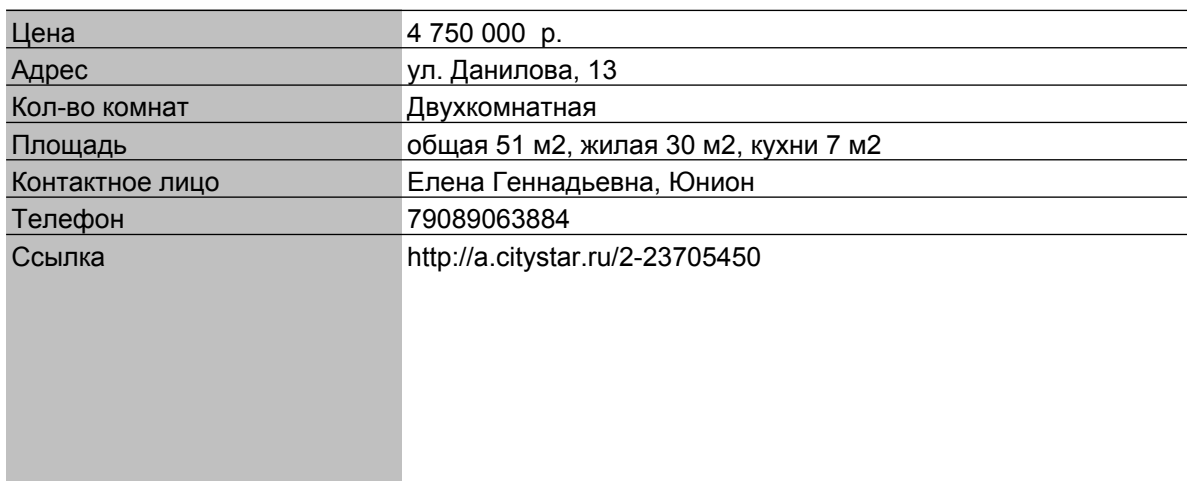 Цена 4 750 000 р.
Адрес ул. Данилова, 13
Кол-во комнат Двухкомнатная
Площадь общая 51 м2, жилая 30 м2, кухни 7 м2
Контактное лицо Елена Геннадьевна, Юнион
Телефон 79089063884
Ссылка http://a.citystar.ru/2-23705450